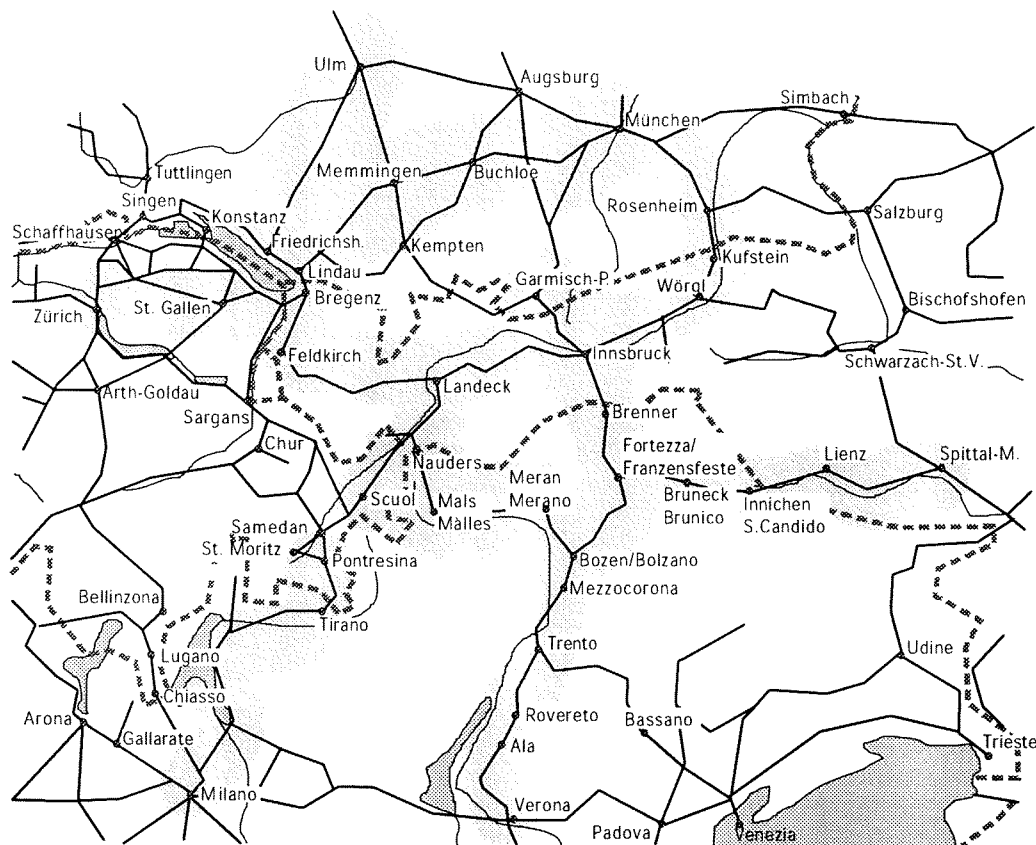 Ulm
Augsburg
Simbach
München
Tuttlingen
Memmingen
Buchloe
Singen
Konstanz
Rosenheim
Salzburg
Schaffhausen
Friedrichsh.
Kempten
Lindau
Kufstein
Garmisch-P.
Wörgl
Bregenz
St. Gallen
Zürich
Bischofshofen
Feldkirch
Innsbruck
Schwarzach-St.V.
Landeck
Arth-Goldau
Sargans
Brenner
Chur
Nauders
Fortezza/
Franzensfeste
Lienz
Spittal-M.
Meran
Merano
Bruneck
Brunico
Innichen
S.Candido
Scuol
Mals
Màlles
Samedan
St. Moritz
Pontresina
Bozen/Bolzano
Mezzocorona
Bellinzona
Tirano
Trento
Udine
Lugano
Chiasso
Arona
Rovereto
Bassano
Gallarate
Ala
Trieste
Milano
Verona
Padova
Venezia